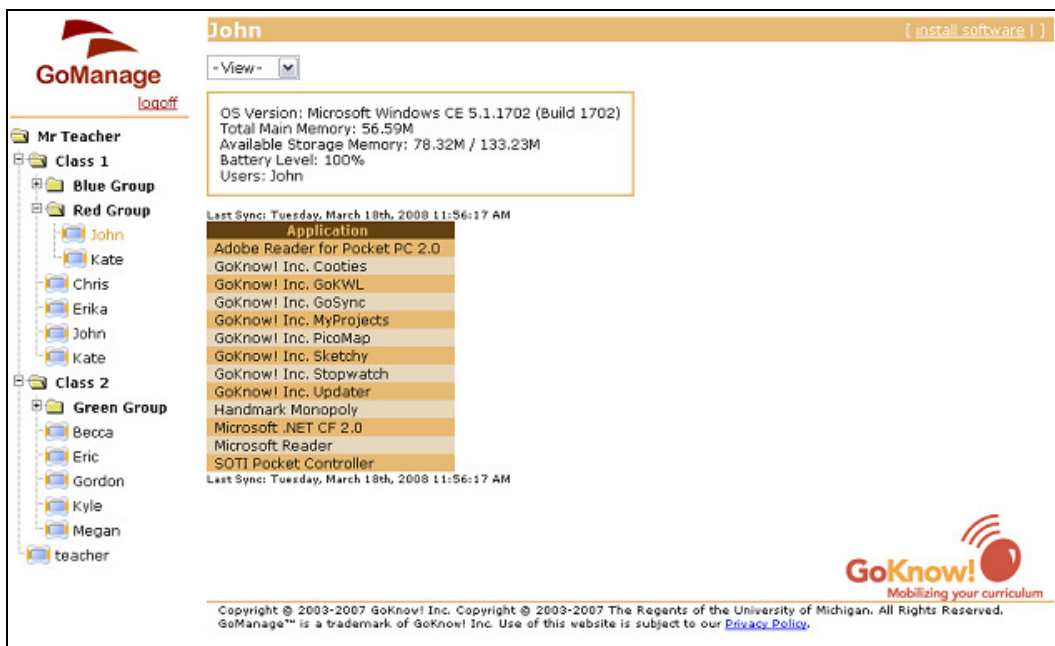 GoManage
logoff
Mr Teacher
Class 1
Blue Group
Red Group
John
Kate
Chris
Erika
John
Kate
Class 2
Green Group
Becca
Eric
Gordon
Kyle
Megan
teacher
John
[ install software | ]
-View-
OS Version: Microsoft Windows CE 5.1.1702 (Build 1702)
Total Main Memory: 56.59M
Available Storage Memory: 78.32M / 133.23M
Battery Level: 100%
Users: John
Last Sync: Tuesday, March 18th, 2008 11:56:17 AM
Application
Adobe Reader for Pocket PC 2.0
GoKnow! Inc. Cooties
GoKnow! Inc. GoKWL
GoKnow! Inc. GoSync
GoKnow! Inc. MyProjects
GoKnow! Inc. PicoMap
GoKnow! Inc. Sketchy
GoKnow! Inc. Stopwatch
GoKnow! Inc. Updater
Handmark Monopoly
Microsoft .NET CF 2.0
Microsoft Reader
SOTI Pocket Controller
Last Sync: Tuesday, March 18th, 2008 11:56:17 AM
GoKnow!
Mobilizing your curriculum
Copyright © 2003-2007 GoKnow! Inc. Copyright © 2003-2007 The Regents of the University of Michigan. All Rights Reserved.
GoManage™ is a trademark of GoKnow! Inc. Use of this website is subject to our Privacy Policy.